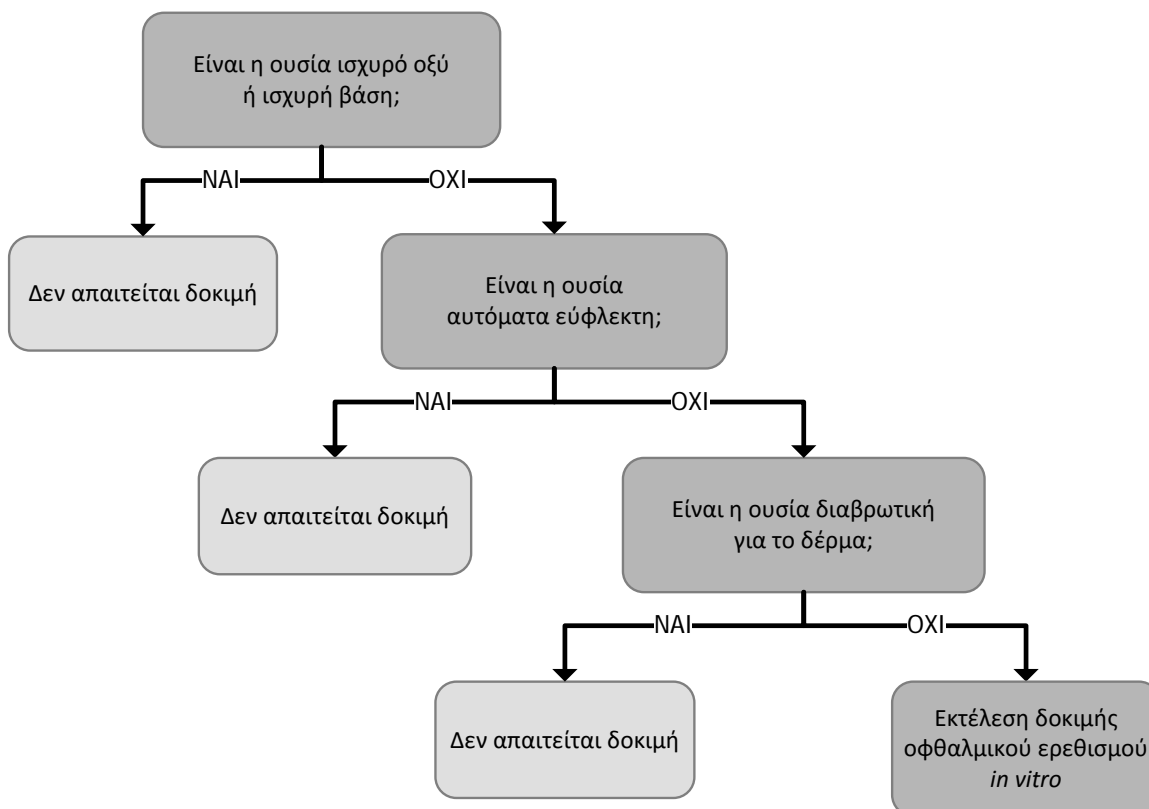 Είναι η ουσία ισχυρό οξύ
ή ισχυρή βάση;
ΝΑΙ
ΟΧΙ
Δεν απαιτείται δοκιμή
Είναι η ουσία
αυτόματα εύφλεκτη;
ΝΑΙ
ΟΧΙ
Δεν απαιτείται δοκιμή
Είναι η ουσία διαβρωτική
για το δέρμα;
ΝΑΙ
ΟΧΙ
Δεν απαιτείται δοκιμή
Εκτέλεση δοκιμής
οφθαλμικού ερεθισμού
in vitro